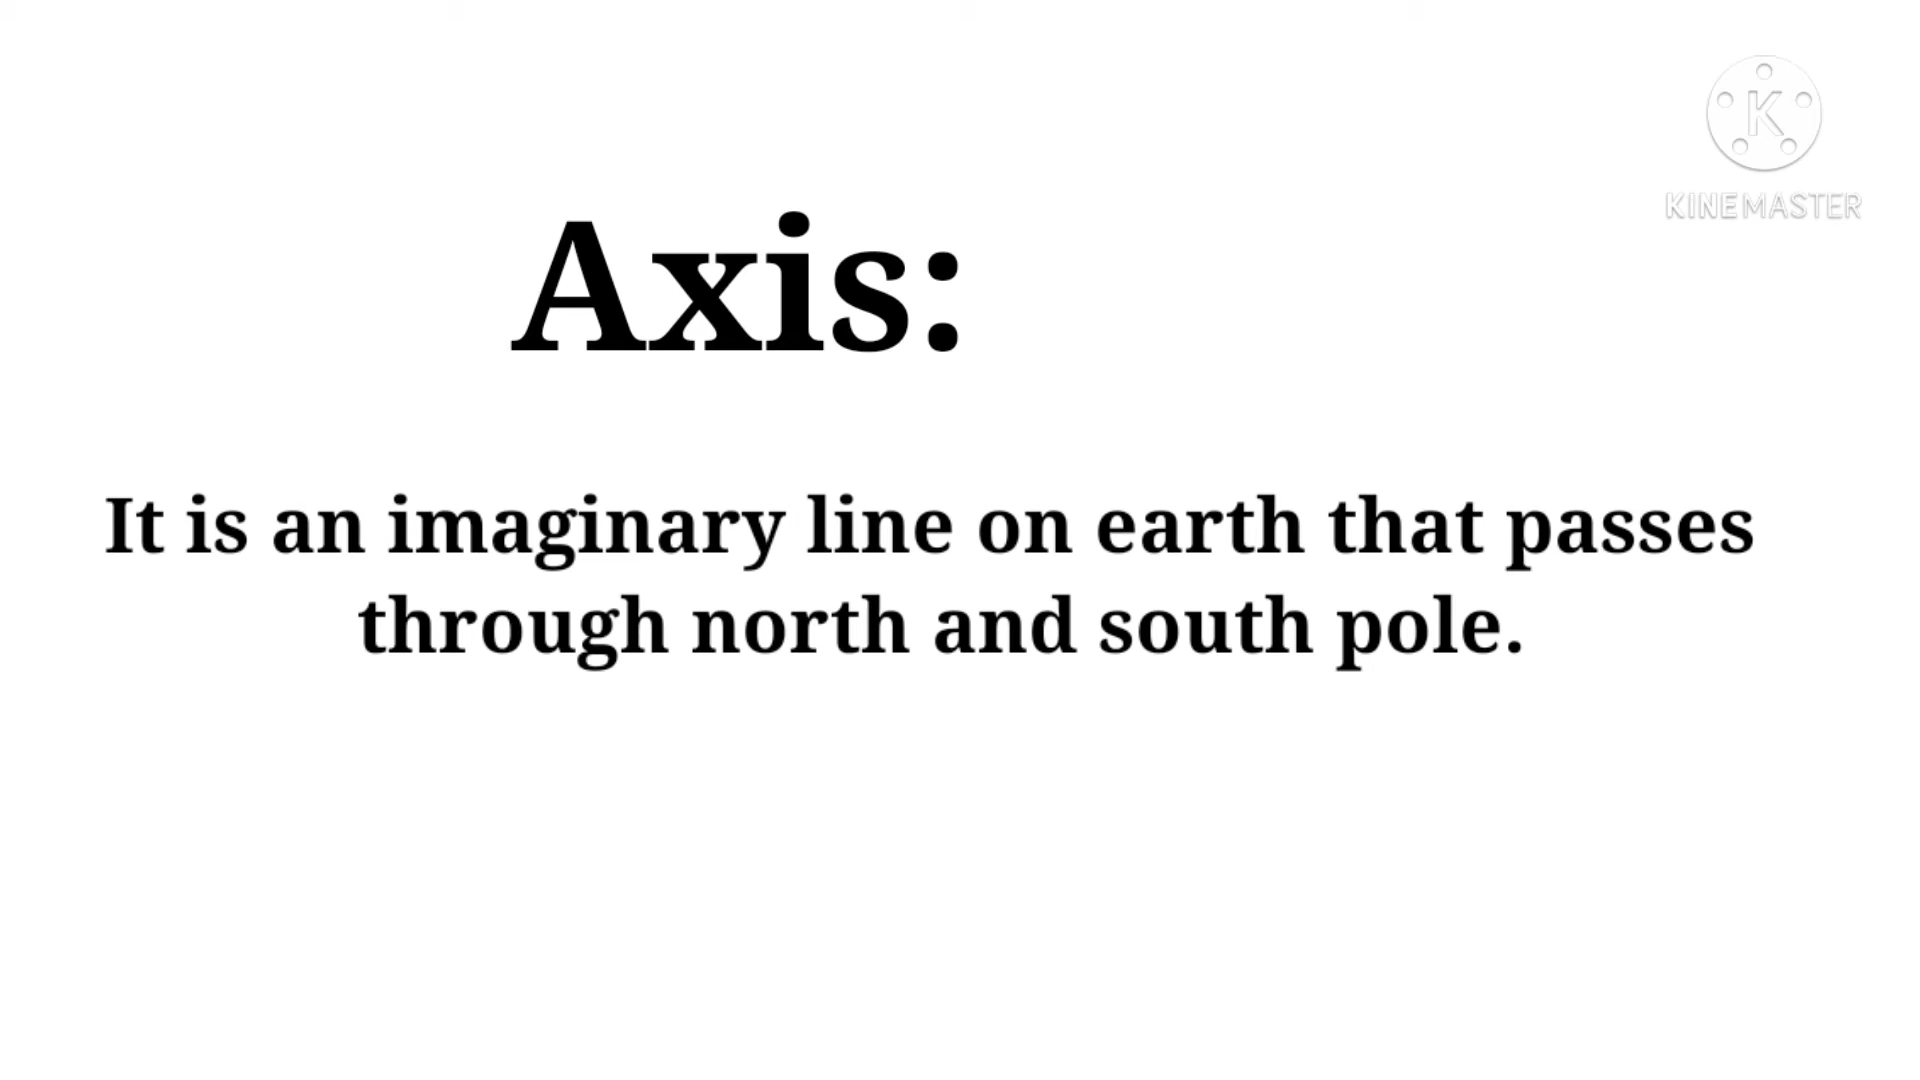 K
KINEMASTER
Axis:
It is an imaginary line on earth that passes
through north and south pole.